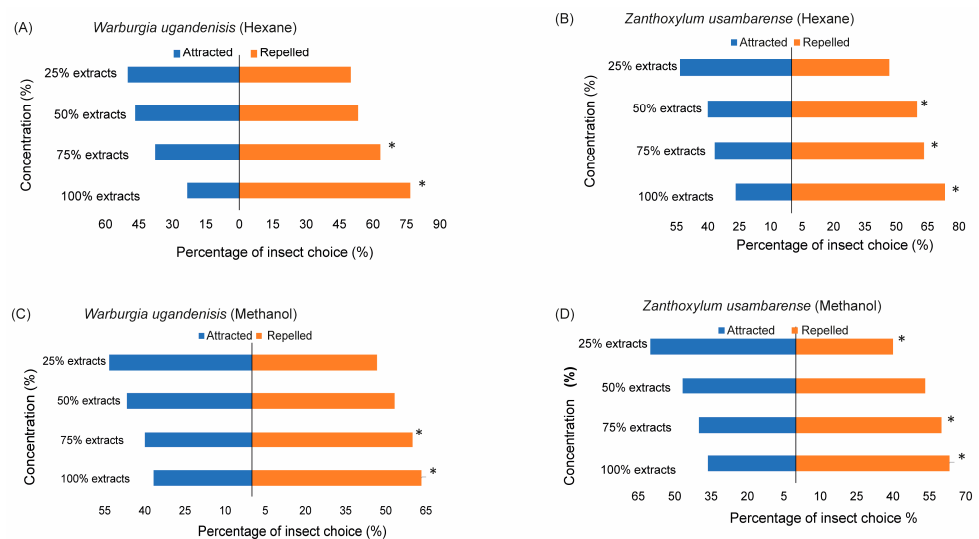 (A)
Warburgia ugandenisis (Hexane)
Attracted Repelled
Concentration (%)
25% extracts
50% extracts
75% extracts *
100% extracts *
60 45 30 15 0 15 30 45 60 75 90
Percentage of insect choice (%)
(B)
Zanthoxylum usambarense (Hexane)
Attracted Repelled
Concentration (%)
25% extracts
50% extracts *
75% extracts *
100% extracts *
55 40 25 10 5 20 35 50 65 80
Percentage of insect choice (%)
(C)
Warburgia ugandenisis (Methanol)
Attracted Repelled
Concentration (%)
25% extracts
50% extracts
75% extracts *
100% extracts *
55 40 25 10 5 20 35 50 65
Percentage of insect choice (%)
(D)
Zanthoxylum usambarense (Methanol)
Attracted Repelled
Concentration (%)
25% extracts *
50% extracts
75% extracts *
100% extracts *
65 50 35 20 5 10 25 40 55 70
Percentage of insect choice %